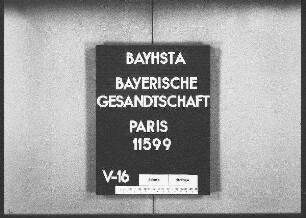 BAYHSTA
BAYERISCHE
GESANDTSCHAFT
PARIS
11599
V-16